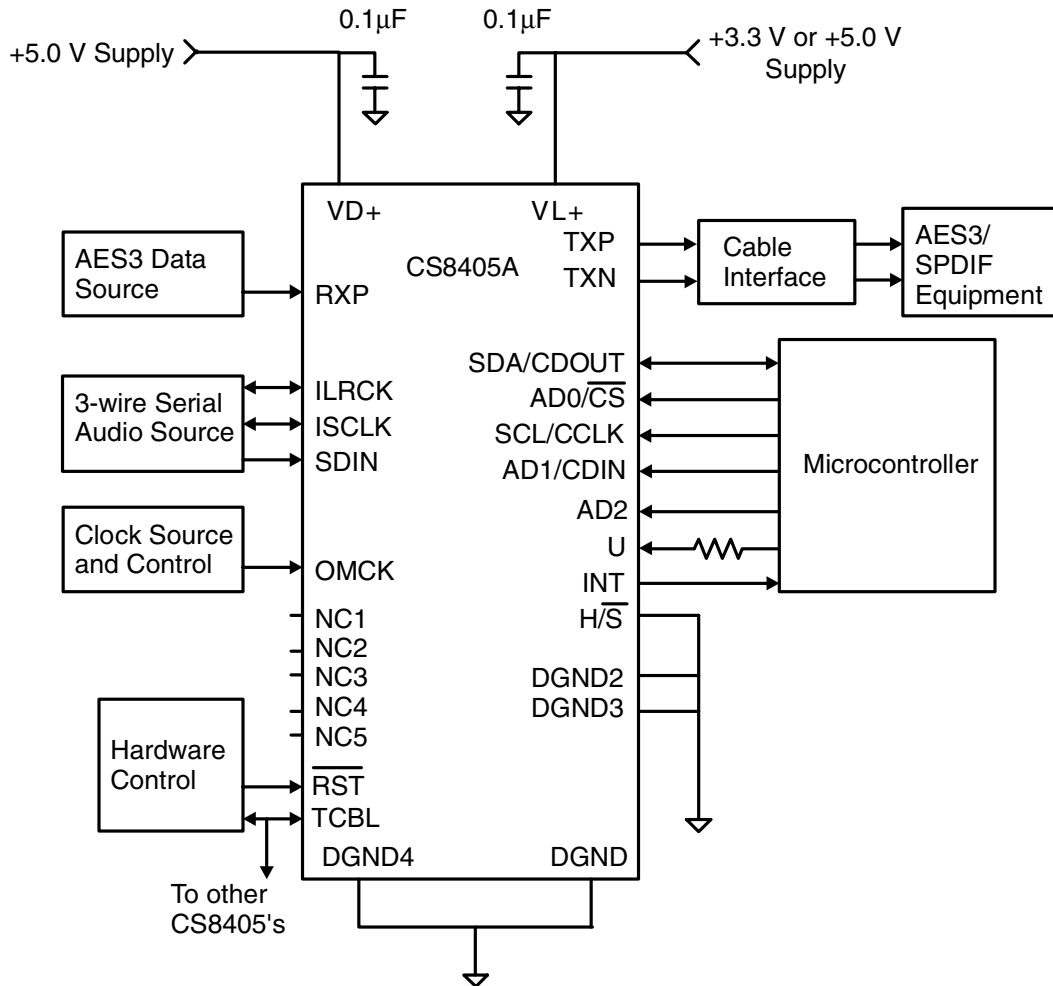 0.1μF
0.1μF
+5.0 V Supply
+3.3 V or +5.0 V
Supply
VD+
VL+
CS8405A
AES3 Data
Source
RXP
TXP
TXN
Cable
Interface
AES3/
SPDIF
Equipment
3-wire Serial
Audio Source
ILRCK
ISCLK
SDIN
SDA/CDOUT
AD0/C̅S̅
SCL/CCLK
AD1/CDIN
AD2
U
INT
H/S̅
Microcontroller
Clock Source
and Control
OMCK
NC1
NC2
NC3
NC4
NC5
DGND2
DGND3
Hardware
Control
R̅S̅T̅
TCBL
DGND4
DGND
To other
CS8405's